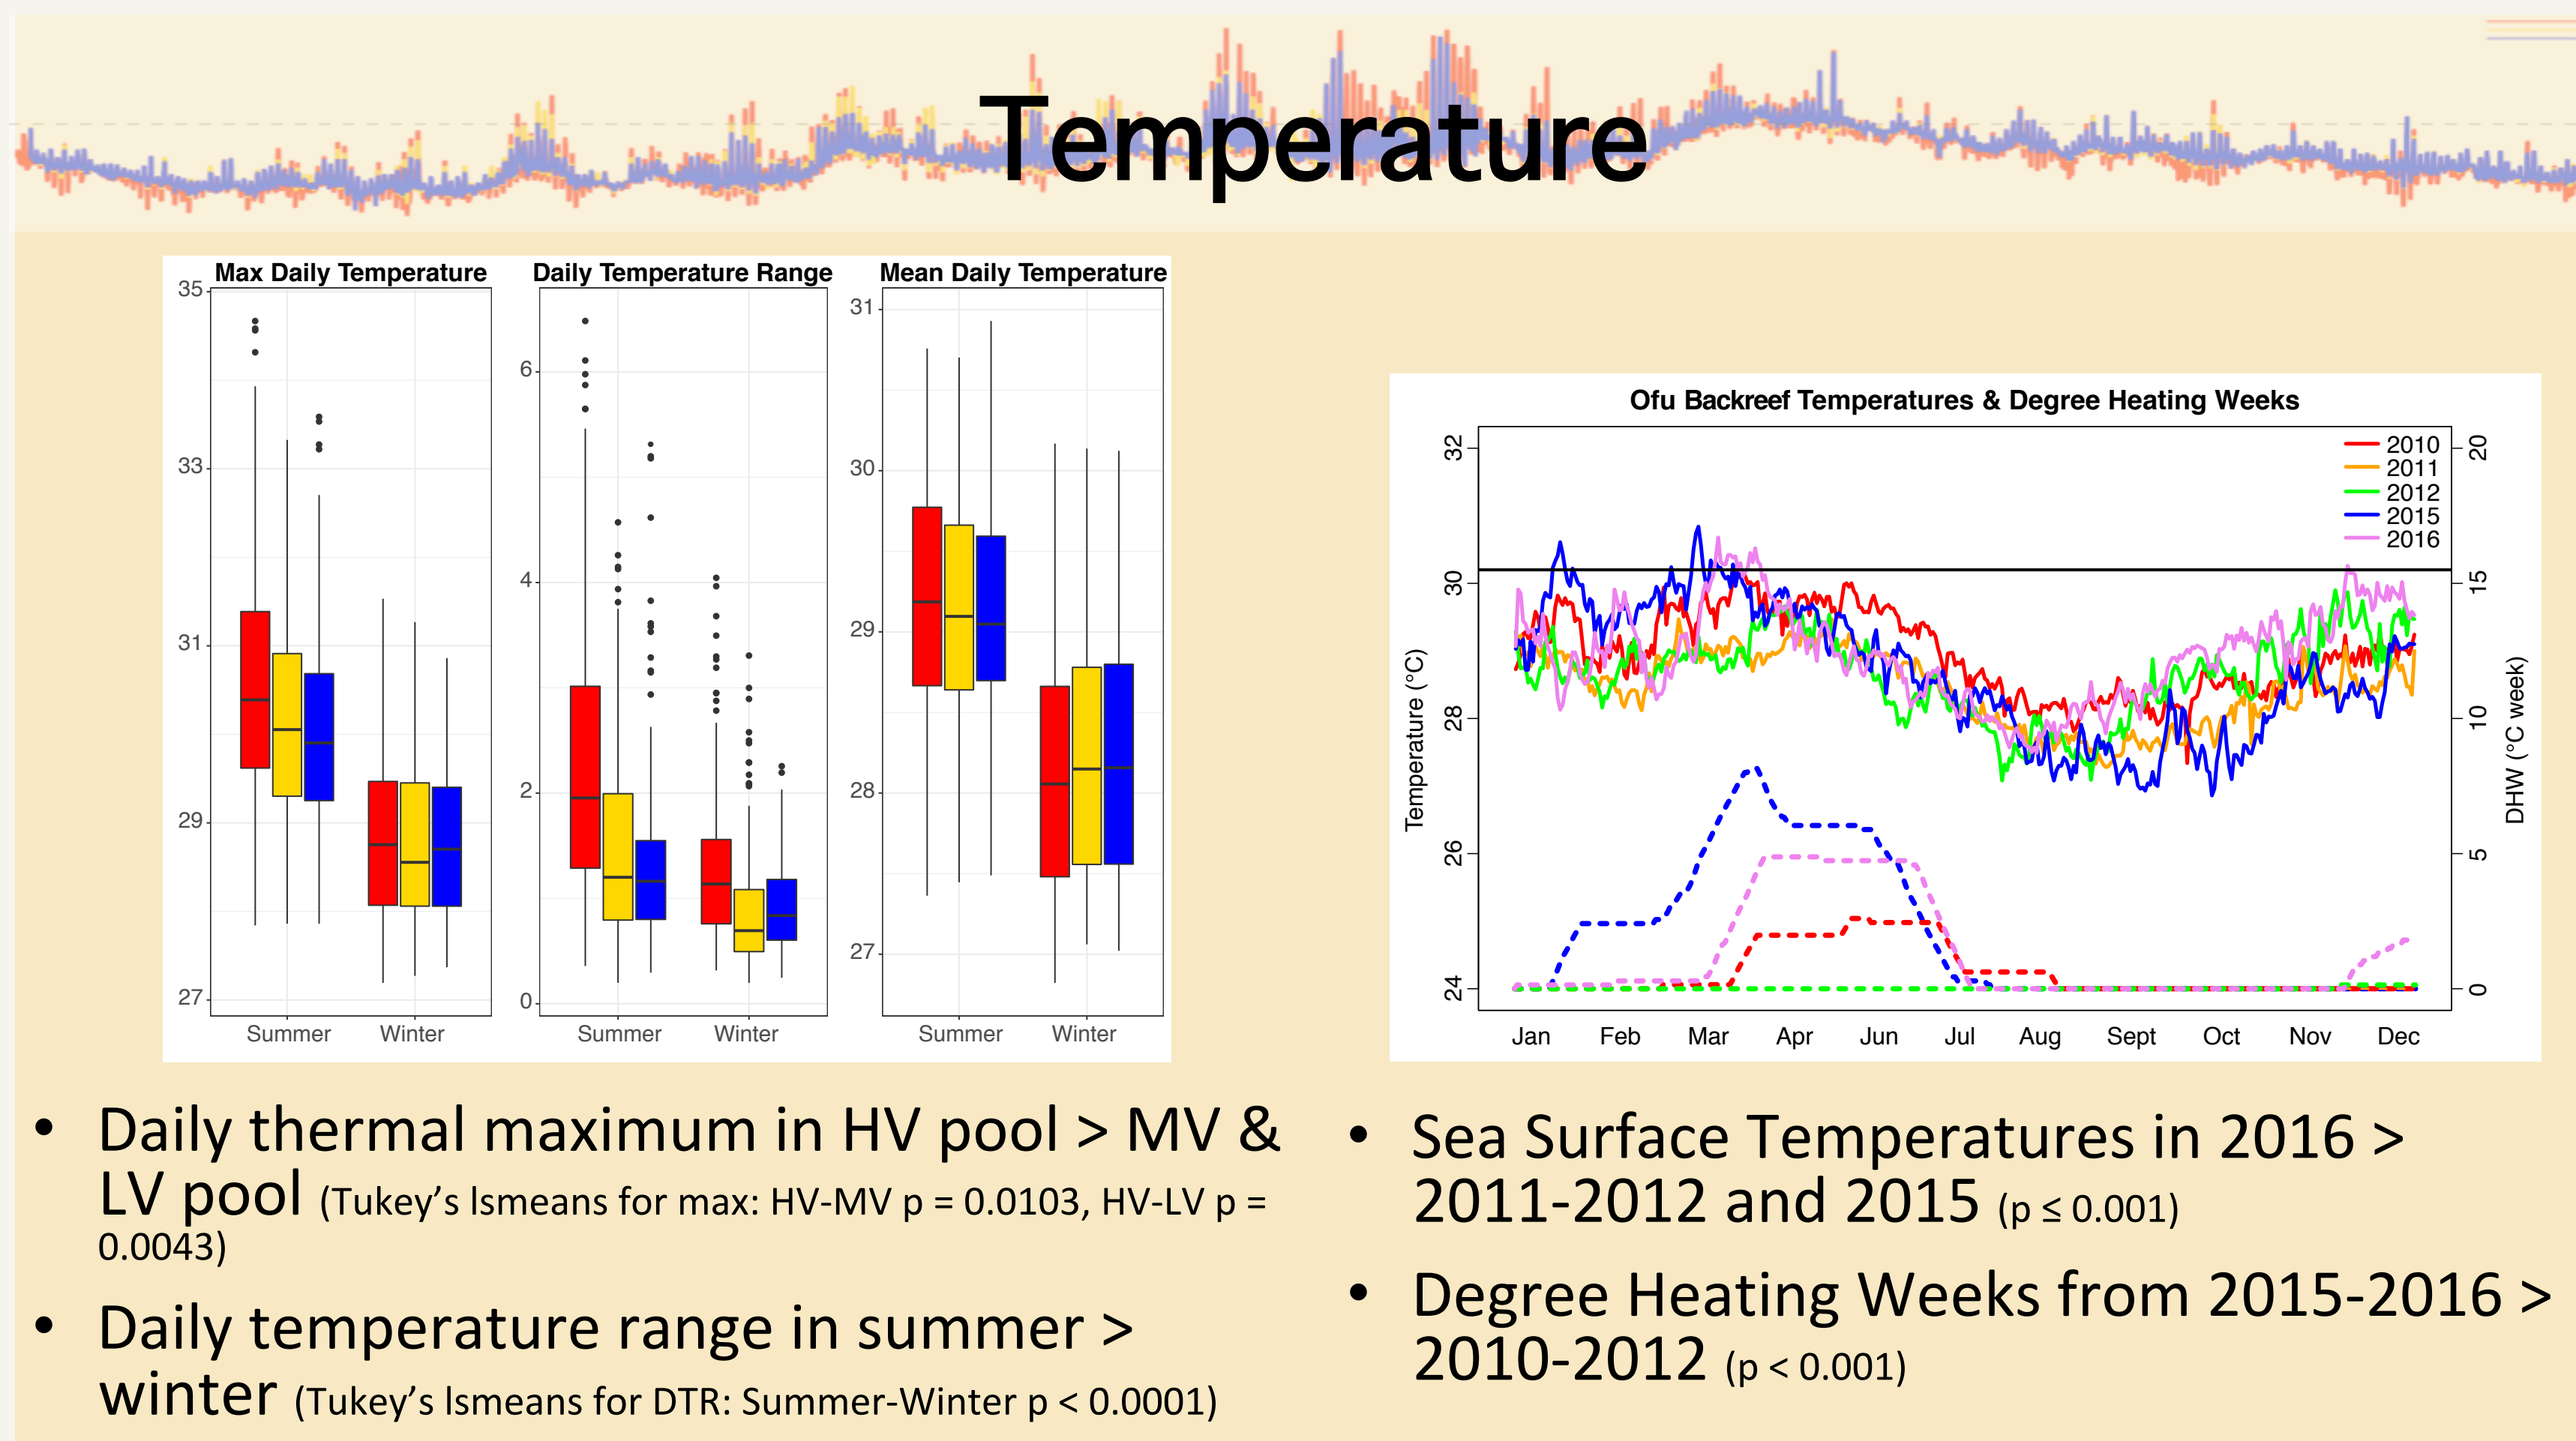 Temperature
Max Daily Temperature
35
33
31
29
27
Summer Winter
Daily Temperature Range
6
4
2
0
Summer Winter
Mean Daily Temperature
31
30
29
28
27
Summer Winter
Ofu Backreef Temperatures & Degree Heating Weeks
Temperature (°C)
32
30
28
26
24
2010
2011
2012
2015
2016
20
15
10
5
0
DHW (°C week)
Jan Feb Mar Apr Jun Jul Aug Sept Oct Nov Dec
• Daily thermal maximum in HV pool > MV &
LV pool (Tukey’s lsmeans for max: HV-MV p = 0.0103, HV-LV p =
0.0043)
• Daily temperature range in summer >
winter (Tukey’s lsmeans for DTR: Summer-Winter p < 0.0001)
• Sea Surface Temperatures in 2016 >
2011-2012 and 2015 (p ≤ 0.001)
• Degree Heating Weeks from 2015-2016 >
2010-2012 (p < 0.001)